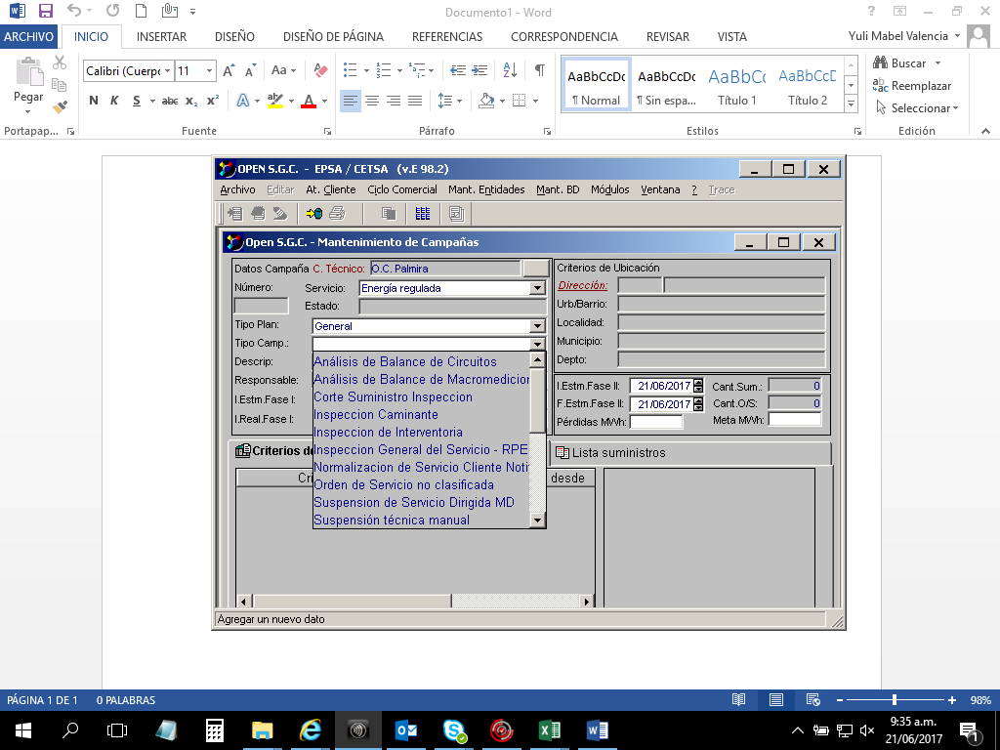 Documento1 - Word
ARCHIVO INICIO INSERTAR DISEÑO DISEÑO DE PÁGINA REFERENCIAS CORRESPONDENCIA REVISAR VISTA Yuli Mabel Valencia
Pegar
Calibri (Cuerpo 11 A A Aa
N K S abc x₂ x² A aby A
AaBbCcDc AaBbCcDc AaBbCc AaBbCcD
¶ Normal ¶ Sin espa... Título 1 Título 2
Buscar
Reemplazar
Seleccionar
Portapap... Fuente Párrafo Estilos Edición
OPEN S.G.C. - EPSA / CETSA (v.E 98.2)
Archivo Editar At. Cliente Ciclo Comercial Mant. Entidades Mant. BD Módulos Ventana ? Trace
Open S.G.C. - Mantenimiento de Campañas
Datos Campaña C. Técnico: O.C. Palmira
Número: Servicio: Energía regulada
Estado:
Tipo Plan: General
Tipo Camp.:
Descrip:
Responsable:
I.Estm.Fase I:
I.Real.Fase I:
Análisis de Balance de Circuitos
Análisis de Balance de Macromedicion
Corte Suministro Inspeccion
Inspeccion Caminante
Inspeccion de Interventoria
Inspeccion General del Servicio - RPE
Normalizacion de Servicio Cliente Noti
Orden de Servicio no clasificada
Suspension de Servicio Dirigida MD
Suspensión técnica manual
Criterios de Ubicación
Dirección:
Urb/Barrio:
Localidad:
Municipio:
Depto:
I.Estm.Fase II: 21/06/2017 Cant.Sum.: 0
F.Estm.Fase II: 21/06/2017 Cant.O/S: 0
Pérdidas MWh: Meta MWh:
Criterios de Lista suministros
Cri desde
Agregar un nuevo dato
PÁGINA 1 DE 1 0 PALABRAS 98%
9:35 a.m.
21/06/2017
1